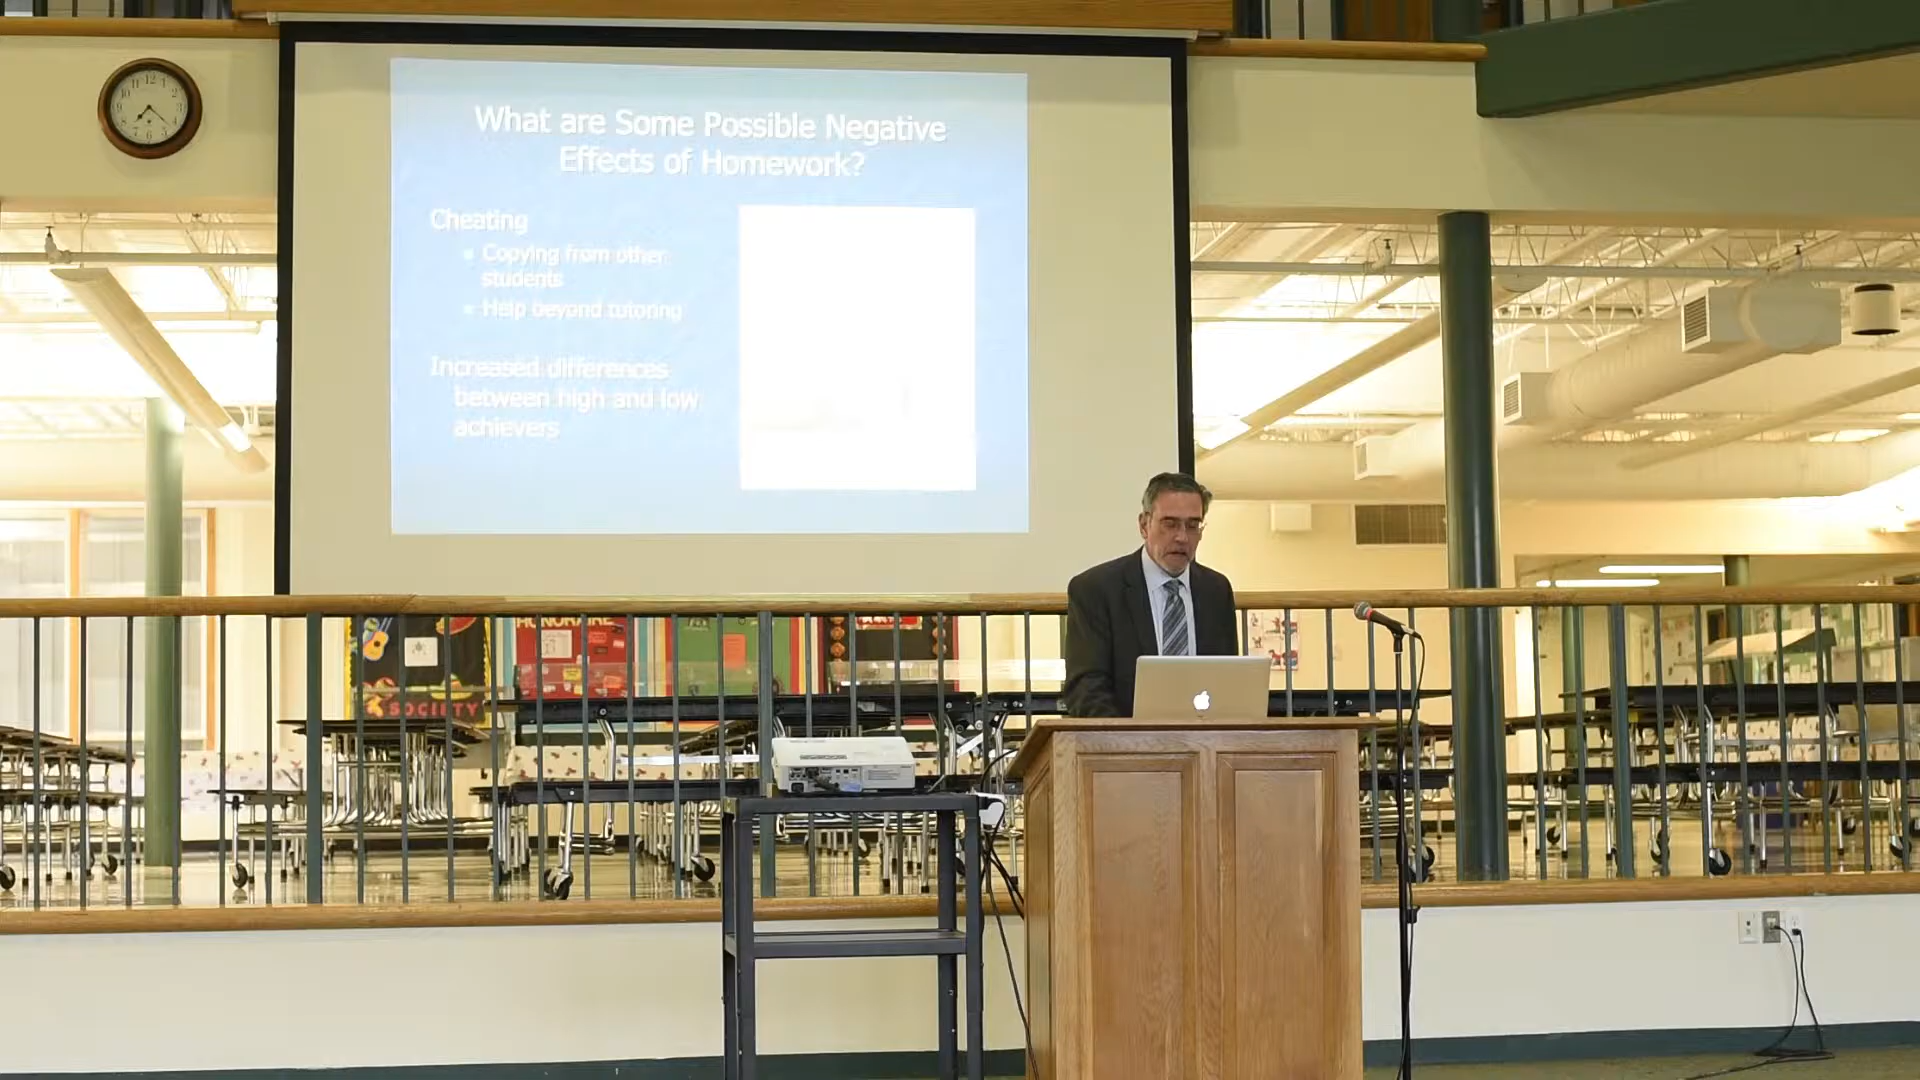 What are Some Possible Negative
Effects of Homework?
Cheating
Copying from other
students
Help beyond tutoring
Increased differences
between high and low
achievers
HONORAIRE
SOCIETY